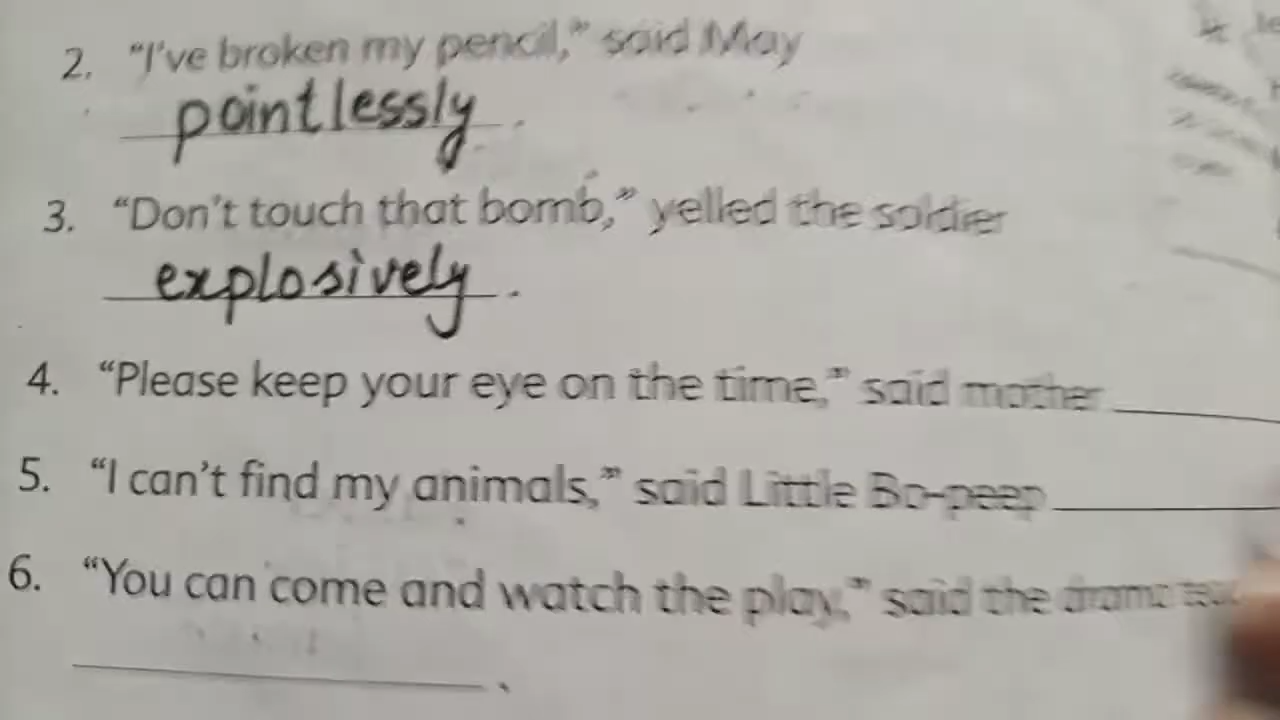 2. “I've broken my pencil,” said May
pointlessly.
3. “Don't touch that bomb,” yelled the soldier
explosively.
4. “Please keep your eye on the time,” said mother
5. “I can't find my animals,” said Little Bo-peep
6. “You can come and watch the play,” said the drama
.